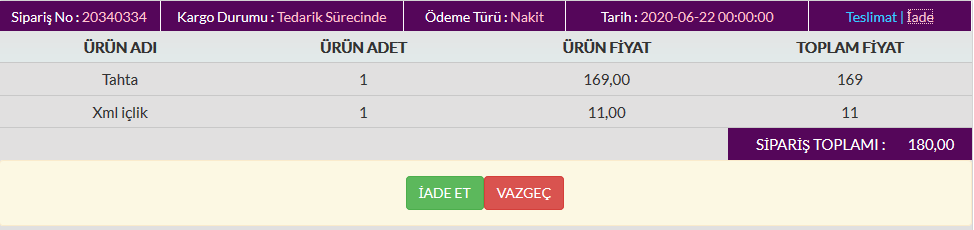 Sipariş No : 20340334 Kargo Durumu : Tedarik Sürecinde Ödeme Türü : Nakit Tarih : 2020-06-22 00:00:00 Teslimat | İade
ÜRÜN ADI ÜRÜN ADET ÜRÜN FİYAT TOPLAM FİYAT
Tahta 1 169,00 169
Xml içlik 1 11,00 11
SİPARİŞ TOPLAMI : 180,00
İADE ET VAZGEÇ